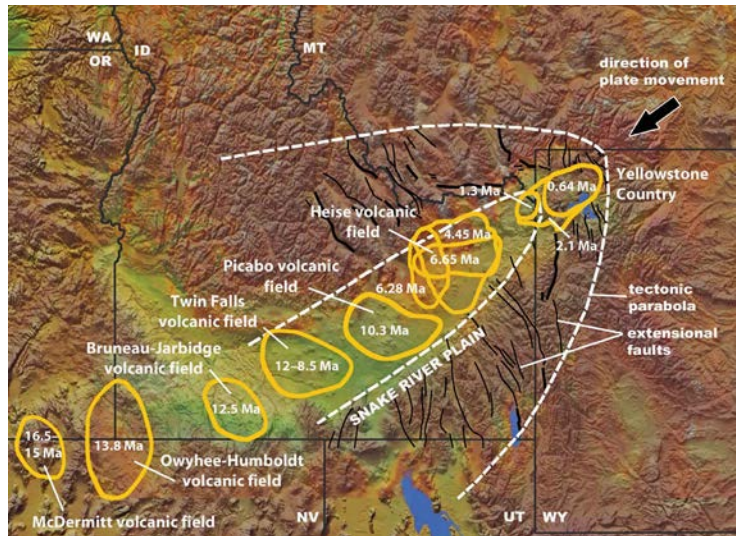 WA
ID
OR
MT
direction of
plate movement
Yellowstone
Country
0.64 Ma
1.3 Ma
2.1 Ma
Heise volcanic
field
4.45 Ma
6.65 Ma
6.28 Ma
Picabo volcanic
field
10.3 Ma
Twin Falls
volcanic field
12–8.5 Ma
tectonic
parabola
extensional
faults
SNAKE RIVER PLAIN
Bruneau-Jarbidge
volcanic field
12.5 Ma
16.5–
15 Ma
13.8 Ma
Owyhee-Humboldt
volcanic field
McDermitt volcanic field
NV
UT
WY